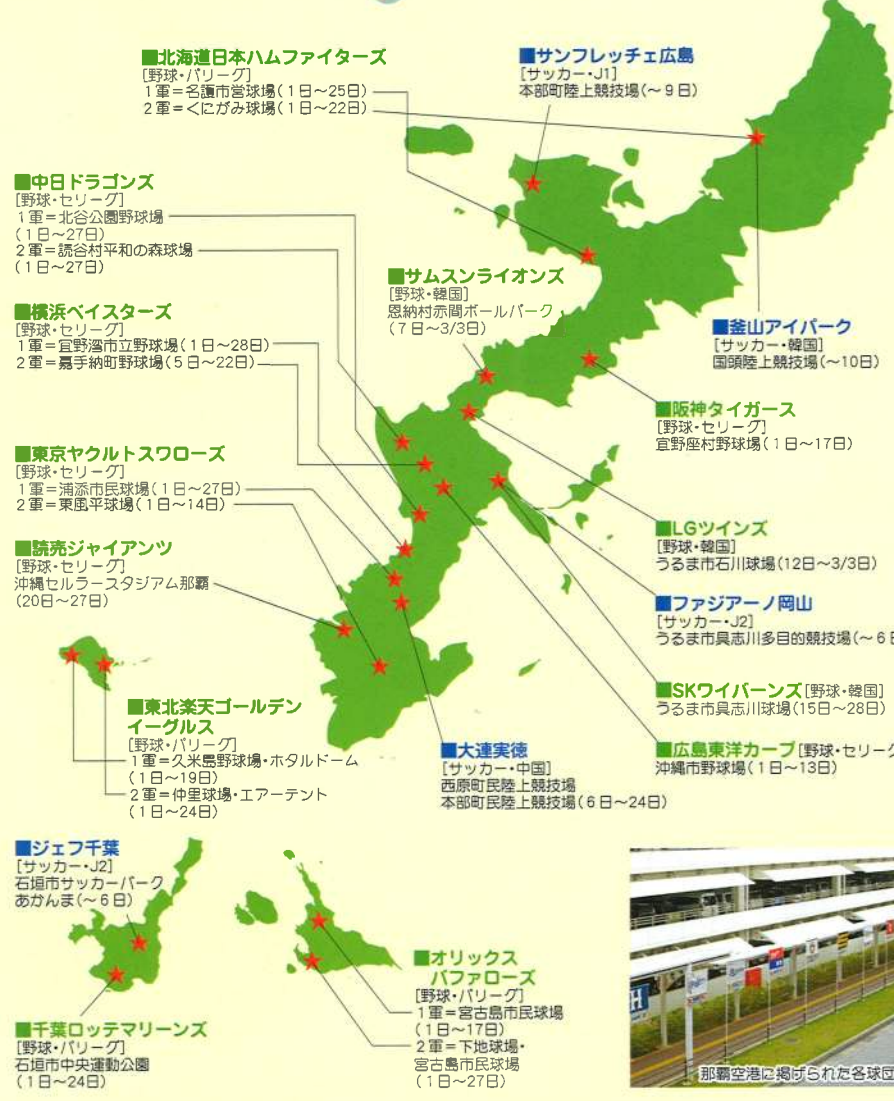 ■北海道日本ハムファイターズ
[野球・パリーグ]
1軍=名護市営球場(1日～25日)
2軍=くにがみ球場(1日～22日)
■サンフレッチェ広島
[サッカー・J1]
本部町陸上競技場(～9日)
■中日ドラゴンズ
[野球・セリーグ]
1軍=北谷公園野球場
(1日～27日)
2軍=読谷村平和の森球場
(1日～27日)
■サムスンライオンズ
[野球・韓国]
恩納村赤間ボールパーク
(7日～3/3日)
■横浜ベイスターズ
[野球・セリーグ]
1軍=宜野湾市立野球場(1日～28日)
2軍=嘉手納町野球場(5日～22日)
■釜山アイパーク
[サッカー・韓国]
国頭陸上競技場(～10日)
■阪神タイガース
[野球・セリーグ]
宜野座村野球場(1日～17日)
■東京ヤクルトスワローズ
[野球・セリーグ]
1軍=浦添市民球場(1日～27日)
2軍=東風平球場(1日～14日)
■LGツインズ
[野球・韓国]
うるま市石川球場(12日～3/3日)
■読売ジャイアンツ
[野球・セリーグ]
沖縄セルラースタジアム那覇
(20日～27日)
■ファジアーノ岡山
[サッカー・J2]
うるま市具志川多目的競技場(～6
■SKワイバーンズ[野球・韓国]
うるま市具志川球場(15日～28日)
■東北楽天ゴールデン
イーグルス
[野球・パリーグ]
1軍=久米島野球場・ホタルドーム
(1日～19日)
2軍=仲里球場・エアーテント
(1日～24日)
■大連実徳
[サッカー・中国]
西原町民陸上競技場
本部町民陸上競技場(6日～24日)
■広島東洋カープ[野球・セリーグ
沖縄市野球場(1日～13日)
■ジェフ千葉
[サッカー・J2]
石垣市サッカーパーク
あかんま(～6日)
■オリックス
バファローズ
[野球・パリーグ]
1軍=宮古島市民球場
(1日～17日)
2軍=下地球場・
宮古島市民球場
(1日～27日)
■千葉ロッテマリーンズ
[野球・パリーグ]
石垣市中央運動公園
(1日～24日)
那覇空港に掲げられた各球団